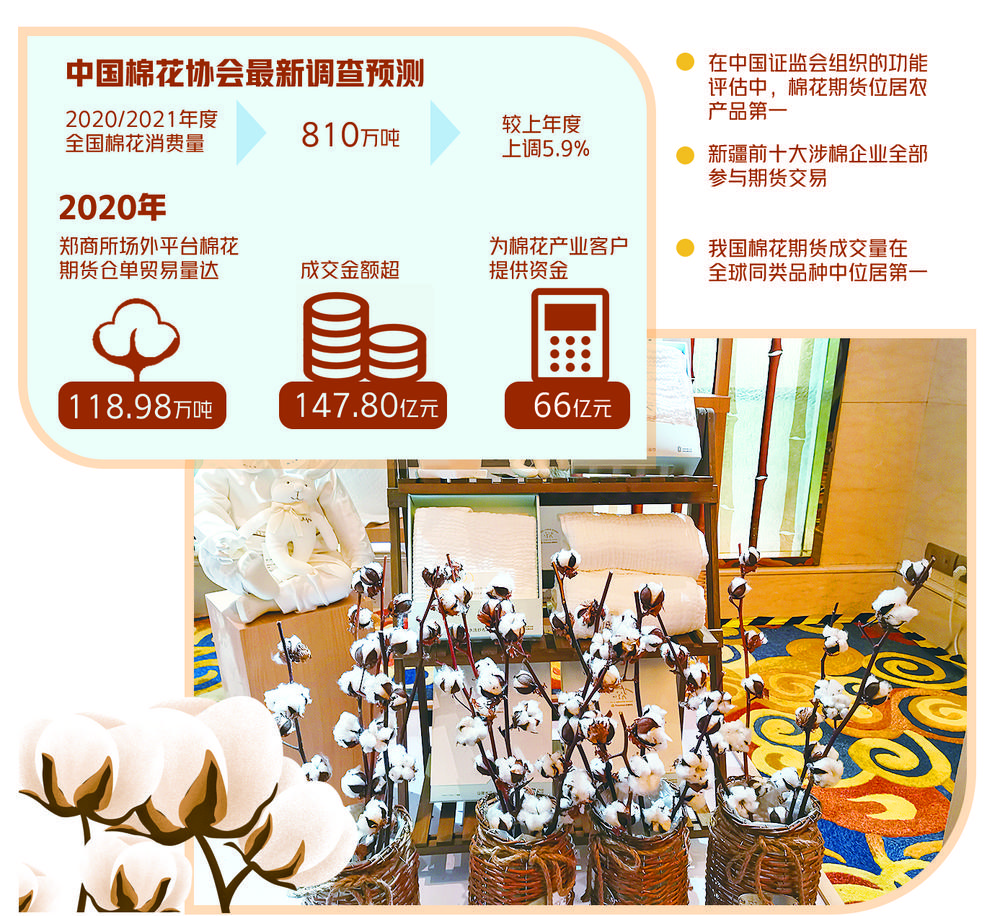 中国棉花协会最新调查预测
2020/2021年度
全国棉花消费量
810万吨
较上年度
上调5.9%
2020年
郑商所场外平台棉花
期货仓单贸易量达
118.98万吨
成交金额超
147.80亿元
为棉花产业客户
提供资金
66亿元
在中国证监会组织的功能
评估中，棉花期货位居农
产品第一
新疆前十大涉棉企业全部
参与期货交易
我国棉花期货成交量在
全球同类品种中位居第一